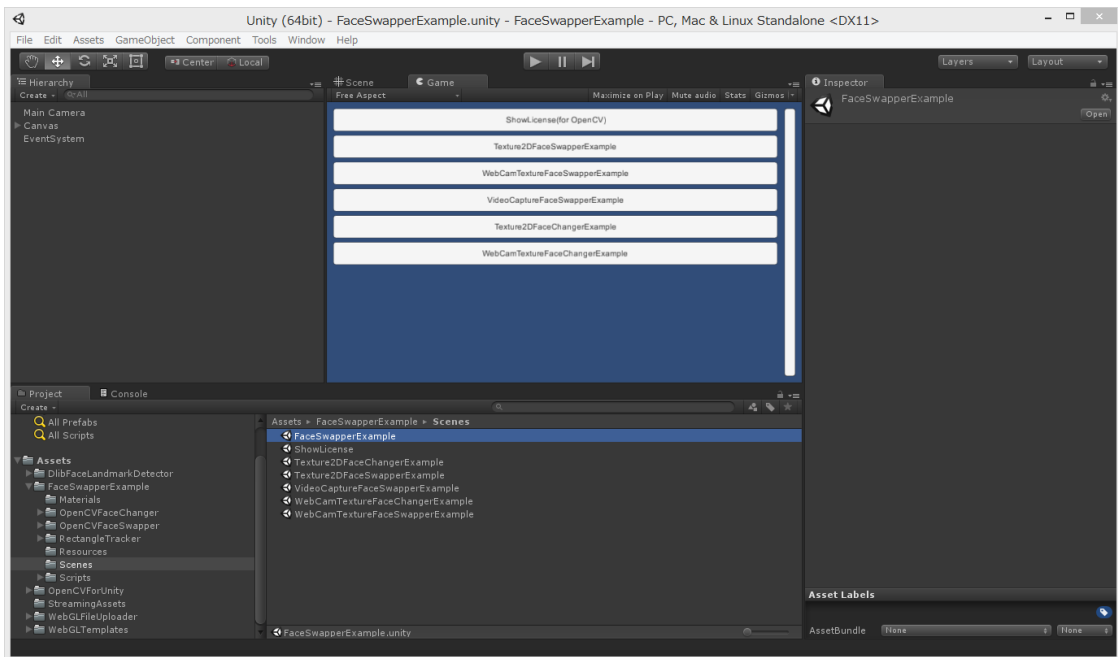 Unity (64bit) - FaceSwapperExample.unity - FaceSwapperExample - PC, Mac & Linux Standalone <DX11>
File Edit Assets GameObject Component Tools Window Help
Center Local
Layers
Layout
Hierarchy
Create
All
Main Camera
Canvas
EventSystem
Scene
Game
Free Aspect
Maximize on Play Mute audio Stats Gizmos
ShowLicense(for OpenCV)
Texture2DFaceSwapperExample
WebCamTextureFaceSwapperExample
VideoCaptureFaceSwapperExample
Texture2DFaceChangerExample
WebCamTextureFaceChangerExample
Inspector
FaceSwapperExample
Open
Project
Console
Create
All Prefabs
All Scripts
Assets
DlibFaceLandmarkDetector
FaceSwapperExample
Materials
OpenCVFaceChanger
OpenCVFaceSwapper
RectangleTracker
Resources
Scenes
Scripts
OpenCVForUnity
StreamingAssets
WebGLFileUploader
WebGLTemplates
Assets ▸ FaceSwapperExample ▸ Scenes
FaceSwapperExample
ShowLicense
Texture2DFaceChangerExample
Texture2DFaceSwapperExample
VideoCaptureFaceSwapperExample
WebCamTextureFaceChangerExample
WebCamTextureFaceSwapperExample
FaceSwapperExample.unity
Asset Labels
AssetBundle None None